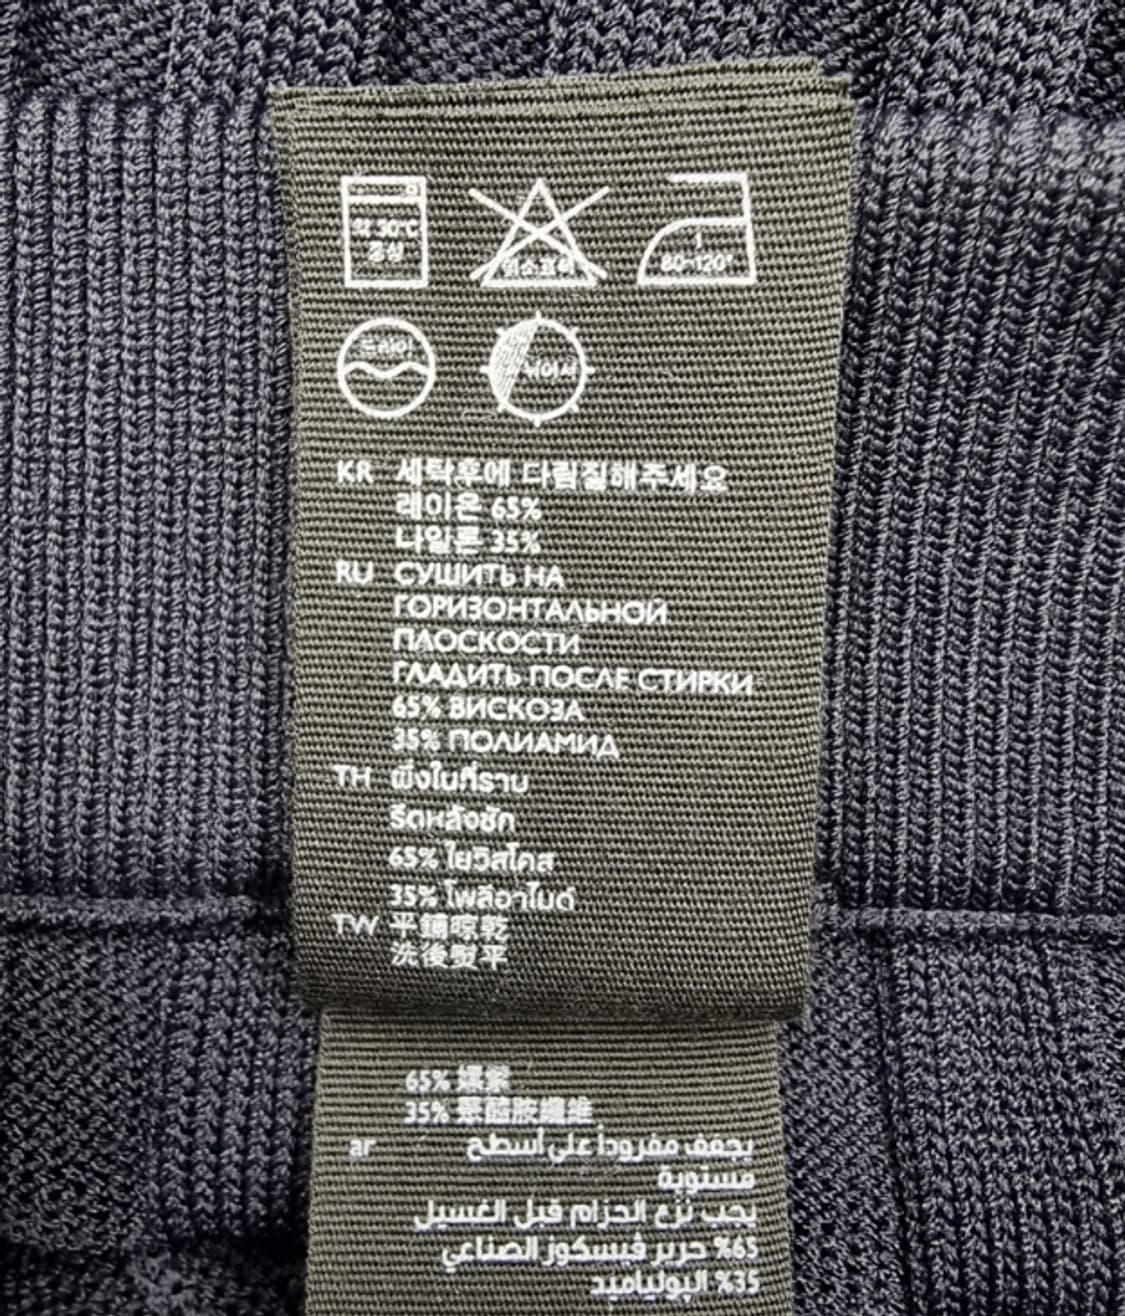 약 30°C
중성
염소표백
80~120°
드라이
뉘어서
KR 세탁후에 다림질해주세요
레이온 65%
나일론 35%
RU СУШИТЬ НА
ГОРИЗОНТАЛЬНОЙ
ПЛОСКОСТИ
ГЛАДИТЬ ПОСЛЕ СТИРКИ
65% ВИСКОЗА
35% ПОЛИАМИД
TH ผึ่งในที่ราบ
รีดหลังซัก
65% ใยวิสโคส
35% โพลีอาไมด์
TW 平鋪晾乾
洗後熨平
65% 嫘縈
35% 聚醯胺纖維
ar يجفف مفروداً على أسطح
مستوية
يجب نزع الحزام قبل الغسيل
%65 حرير فيسكوز الصناعي
%35 البولياميد